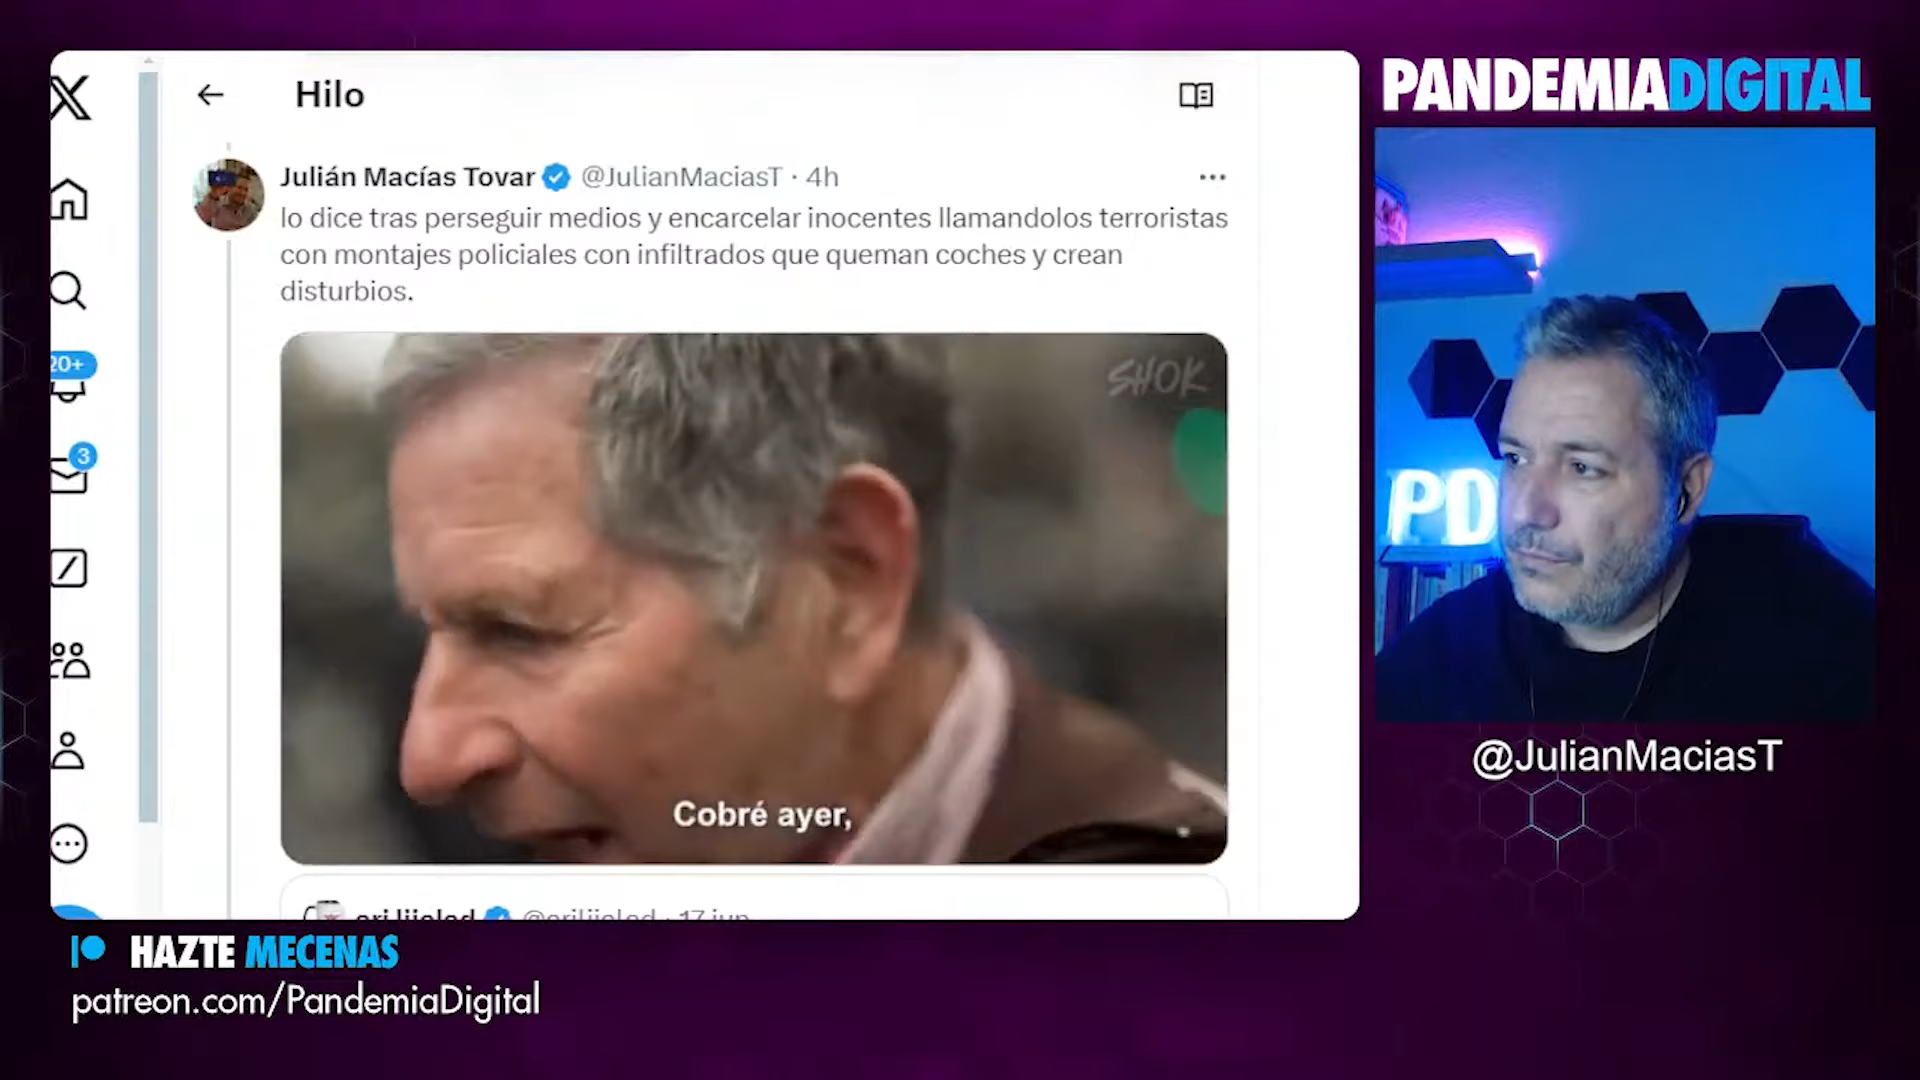 PANDEMIADIGITAL
Hilo
Julián Macías Tovar @JulianMaciasT · 4h
lo dice tras perseguir medios y encarcelar inocentes llamandolos terroristas
con montajes policiales con infiltrados que queman coches y crean
disturbios.
20+
3
SHOK
Cobré ayer,
PD
@JulianMaciasT
HAZTE MECENAS
patreon.com/PandemiaDigital